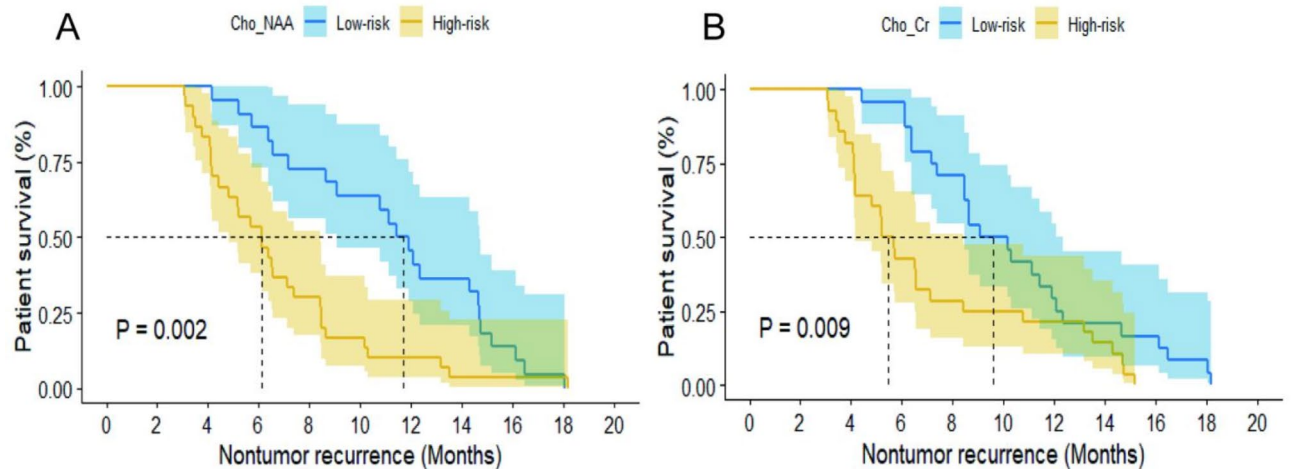 A
Cho_NAA Low-risk High-risk
Patient survival (%)
1.00
0.75
0.50
0.25
0.00
P = 0.002
0 2 4 6 8 10 12 14 16 18 20
Nontumor recurrence (Months)
B
Cho_Cr Low-risk High-risk
Patient survival (%)
1.00
0.75
0.50
0.25
0.00
P = 0.009
0 2 4 6 8 10 12 14 16 18 20
Nontumor recurrence (Months)